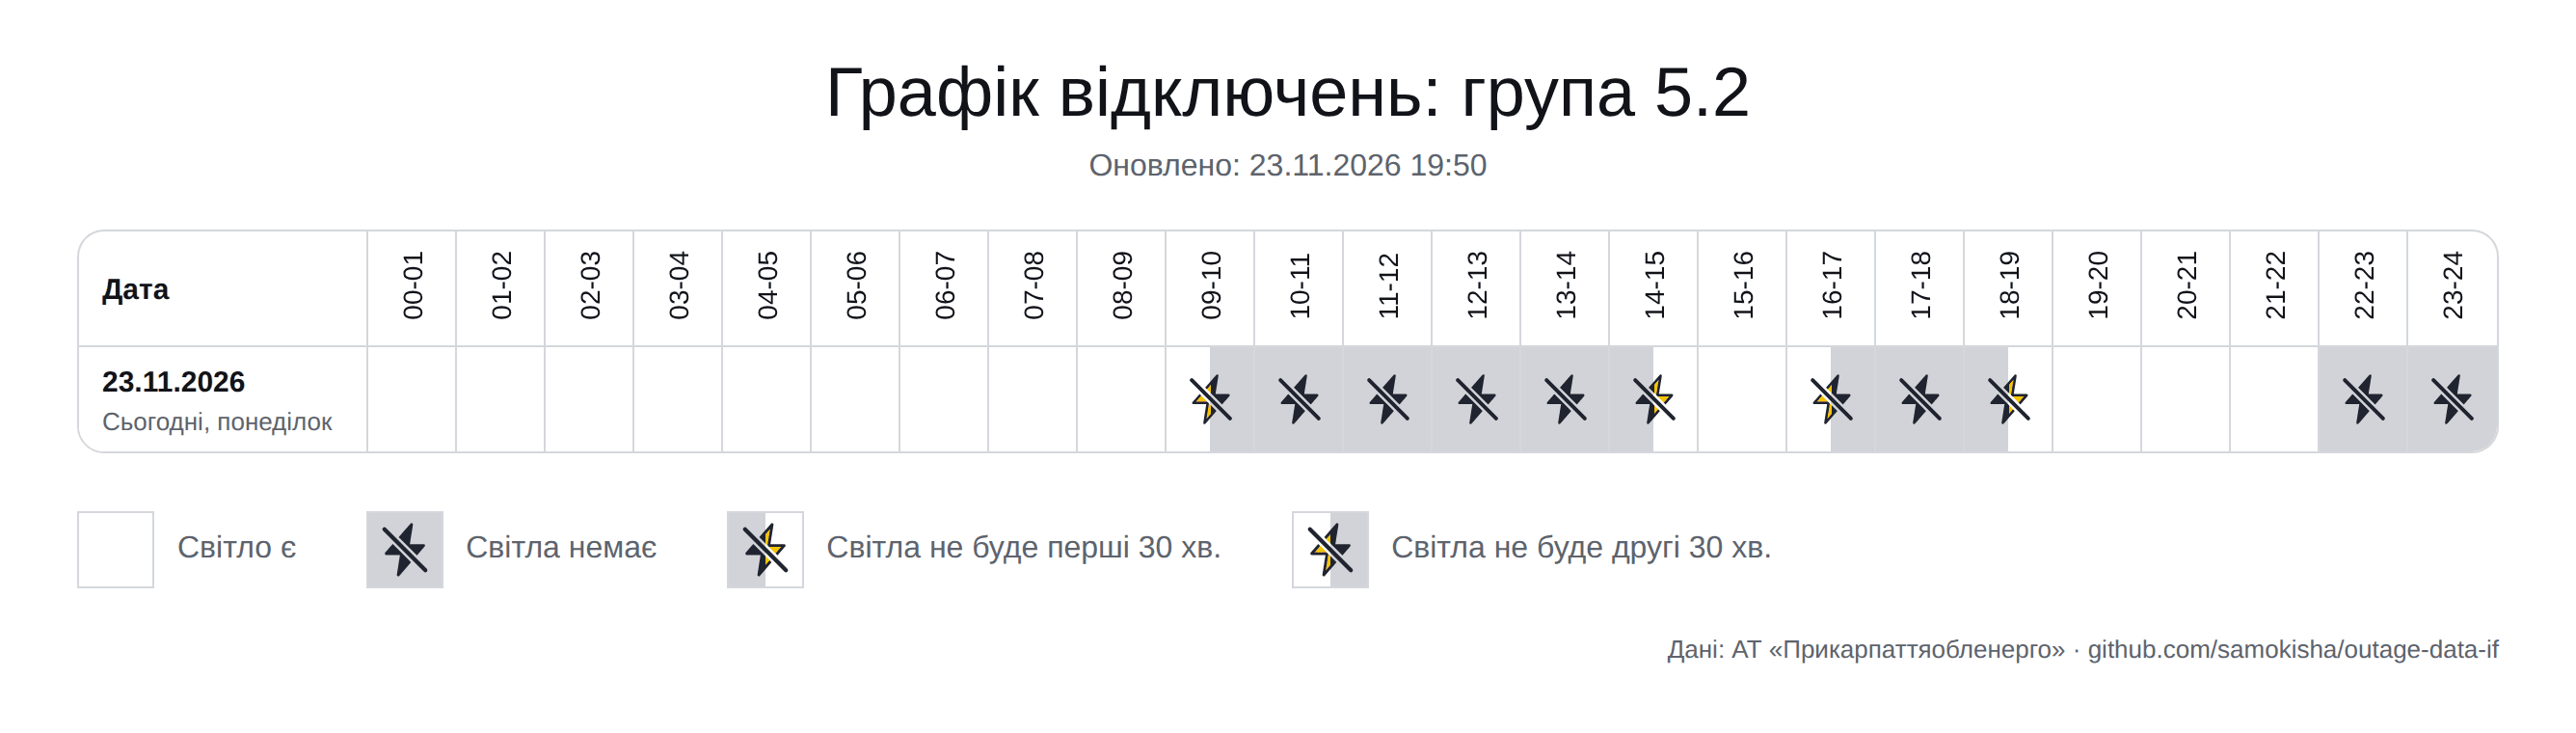 Графік відключень: група 5.2
Оновлено: 23.11.2026 19:50
Дата 00-01 01-02 02-03 03-04 04-05 05-06 06-07 07-08 08-09 09-10 10-11 11-12 12-13 13-14 14-15 15-16 16-17 17-18 18-19 19-20 20-21 21-22 22-23 23-24
23.11.2026
Сьогодні, понеділок
Світло є Світла немає Світла не буде перші 30 хв. Світла не буде другі 30 хв.
Дані: АТ «Прикарпаттяобленерго» · github.com/samokisha/outage-data-if